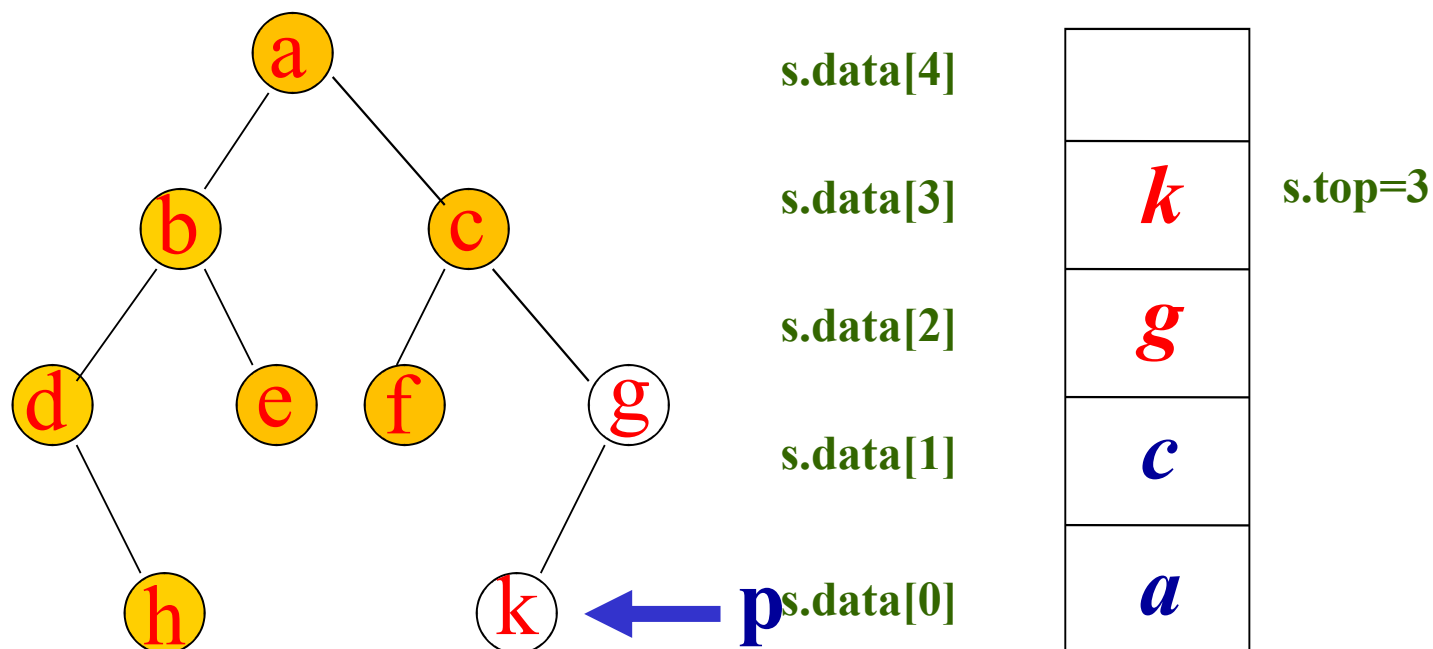 a
b
c
d
e
f
g
h
k
p
s.data[4]
s.data[3]
k
s.top=3
s.data[2]
g
s.data[1]
c
s.data[0]
a